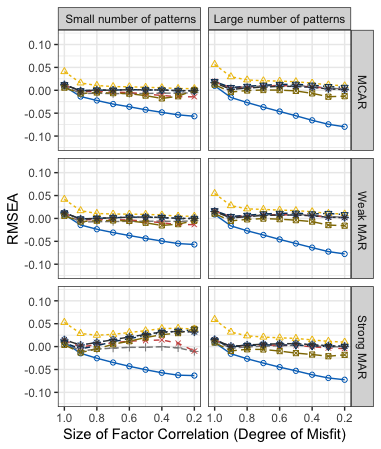 Small number of patterns Large number of patterns
0.10
0.05
0.00
-0.05
-0.10
MCAR
0.10
0.05
0.00
-0.05
-0.10
Weak MAR
0.10
0.05
0.00
-0.05
-0.10
Strong MAR
RMSEA
1.0 0.8 0.6 0.4 0.2 1.0 0.8 0.6 0.4 0.2
Size of Factor Correlation (Degree of Misfit)